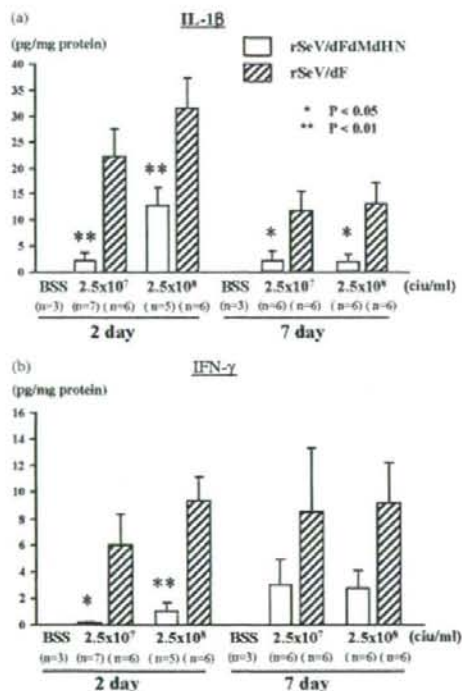 (a)
IL-1β
(pg/mg protein)
rSeV/dFdMdHN
rSeV/dF
* P < 0.05
** P < 0.01
40
35
30
25
20
15
10
5
0
**
**
*
*
BSS 2.5x10⁷ 2.5x10⁸ BSS 2.5x10⁷ 2.5x10⁸ (ciu/ml)
(n=3) (n=7) ( n=6) ( n=5) ( n=6) (n=3) (n=6) ( n=6) ( n=6) ( n=6)
2 day 7 day
(b)
IFN-γ
(pg/mg protein)
16
14
12
10
8
6
4
2
0
*
**
BSS 2.5x10⁷ 2.5x10⁸ BSS 2.5x10⁷ 2.5x10⁸
(n=3) (n=7) ( n=6) ( n=5) ( n=6) (n=3) (n=6) ( n=6) ( n=6) ( n=6)
2 day 7 day